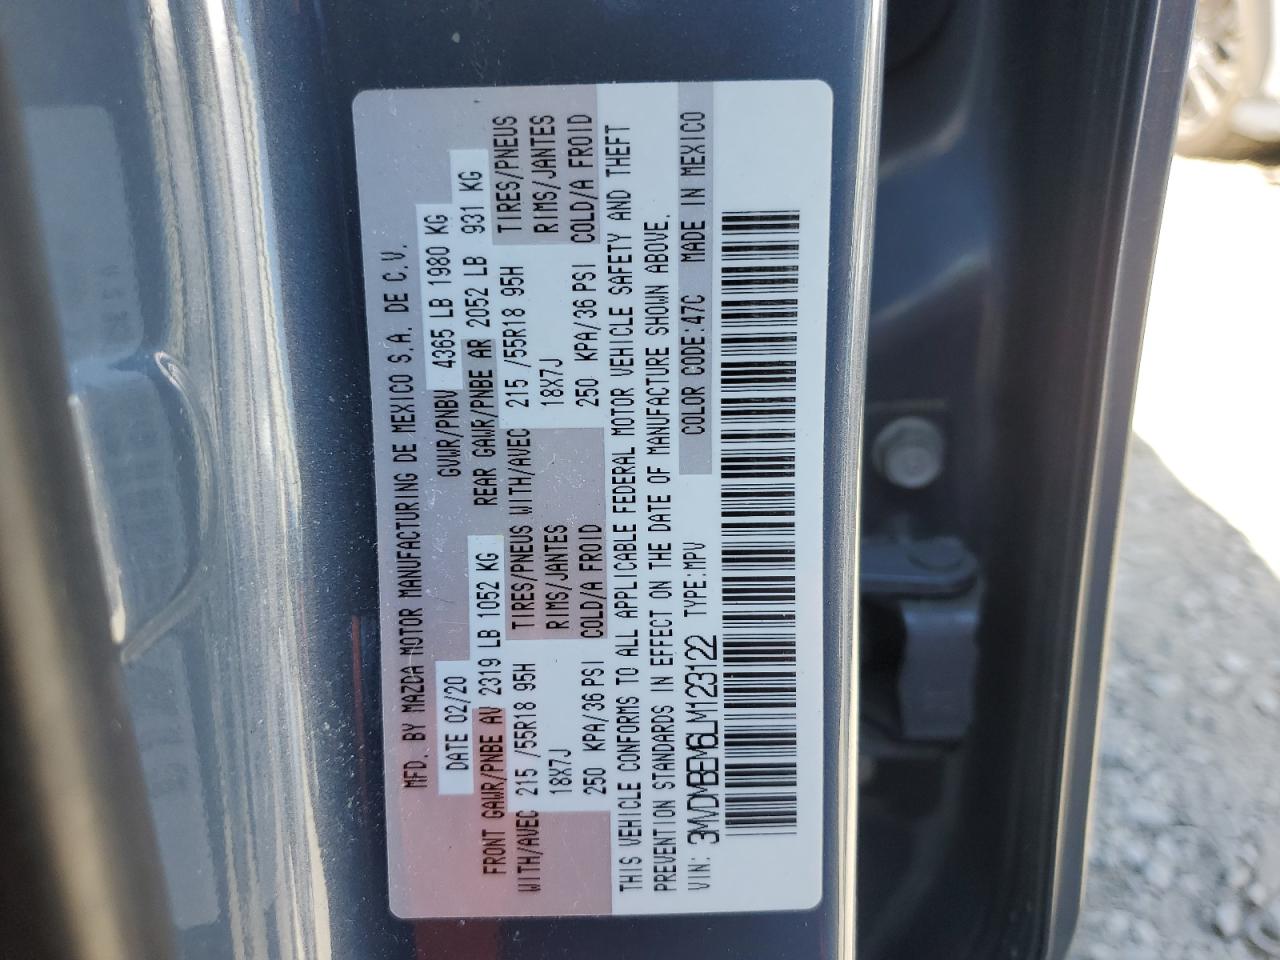 MFD. BY MAZDA MOTOR MANUFACTURING DE MEXICO S.A. DE C.V.
DATE 02/20 GVWR/PNBV 4365 LB 1980 KG
FRONT GAWR/PNBE AV 2319 LB 1052 KG REAR GAWR/PNBE AR 2052 LB 931 KG
WITH/AVEC 215 /55R18 95H TIRES/PNEUS WITH/AVEC 215 /55R18 95H TIRES/PNEUS
18X7J RIMS/JANTES 18X7J RIMS/JANTES
250 KPA/36 PSI COLD/A FROID 250 KPA/36 PSI COLD/A FROID
THIS VEHICLE CONFORMS TO ALL APPLICABLE FEDERAL MOTOR VEHICLE SAFETY AND THEFT
PREVENTION STANDARDS IN EFFECT ON THE DATE OF MANUFACTURE SHOWN ABOVE.
VIN: 3MVDMBEM6LM123122 TYPE:MPV COLOR CODE:47C MADE IN MEXICO